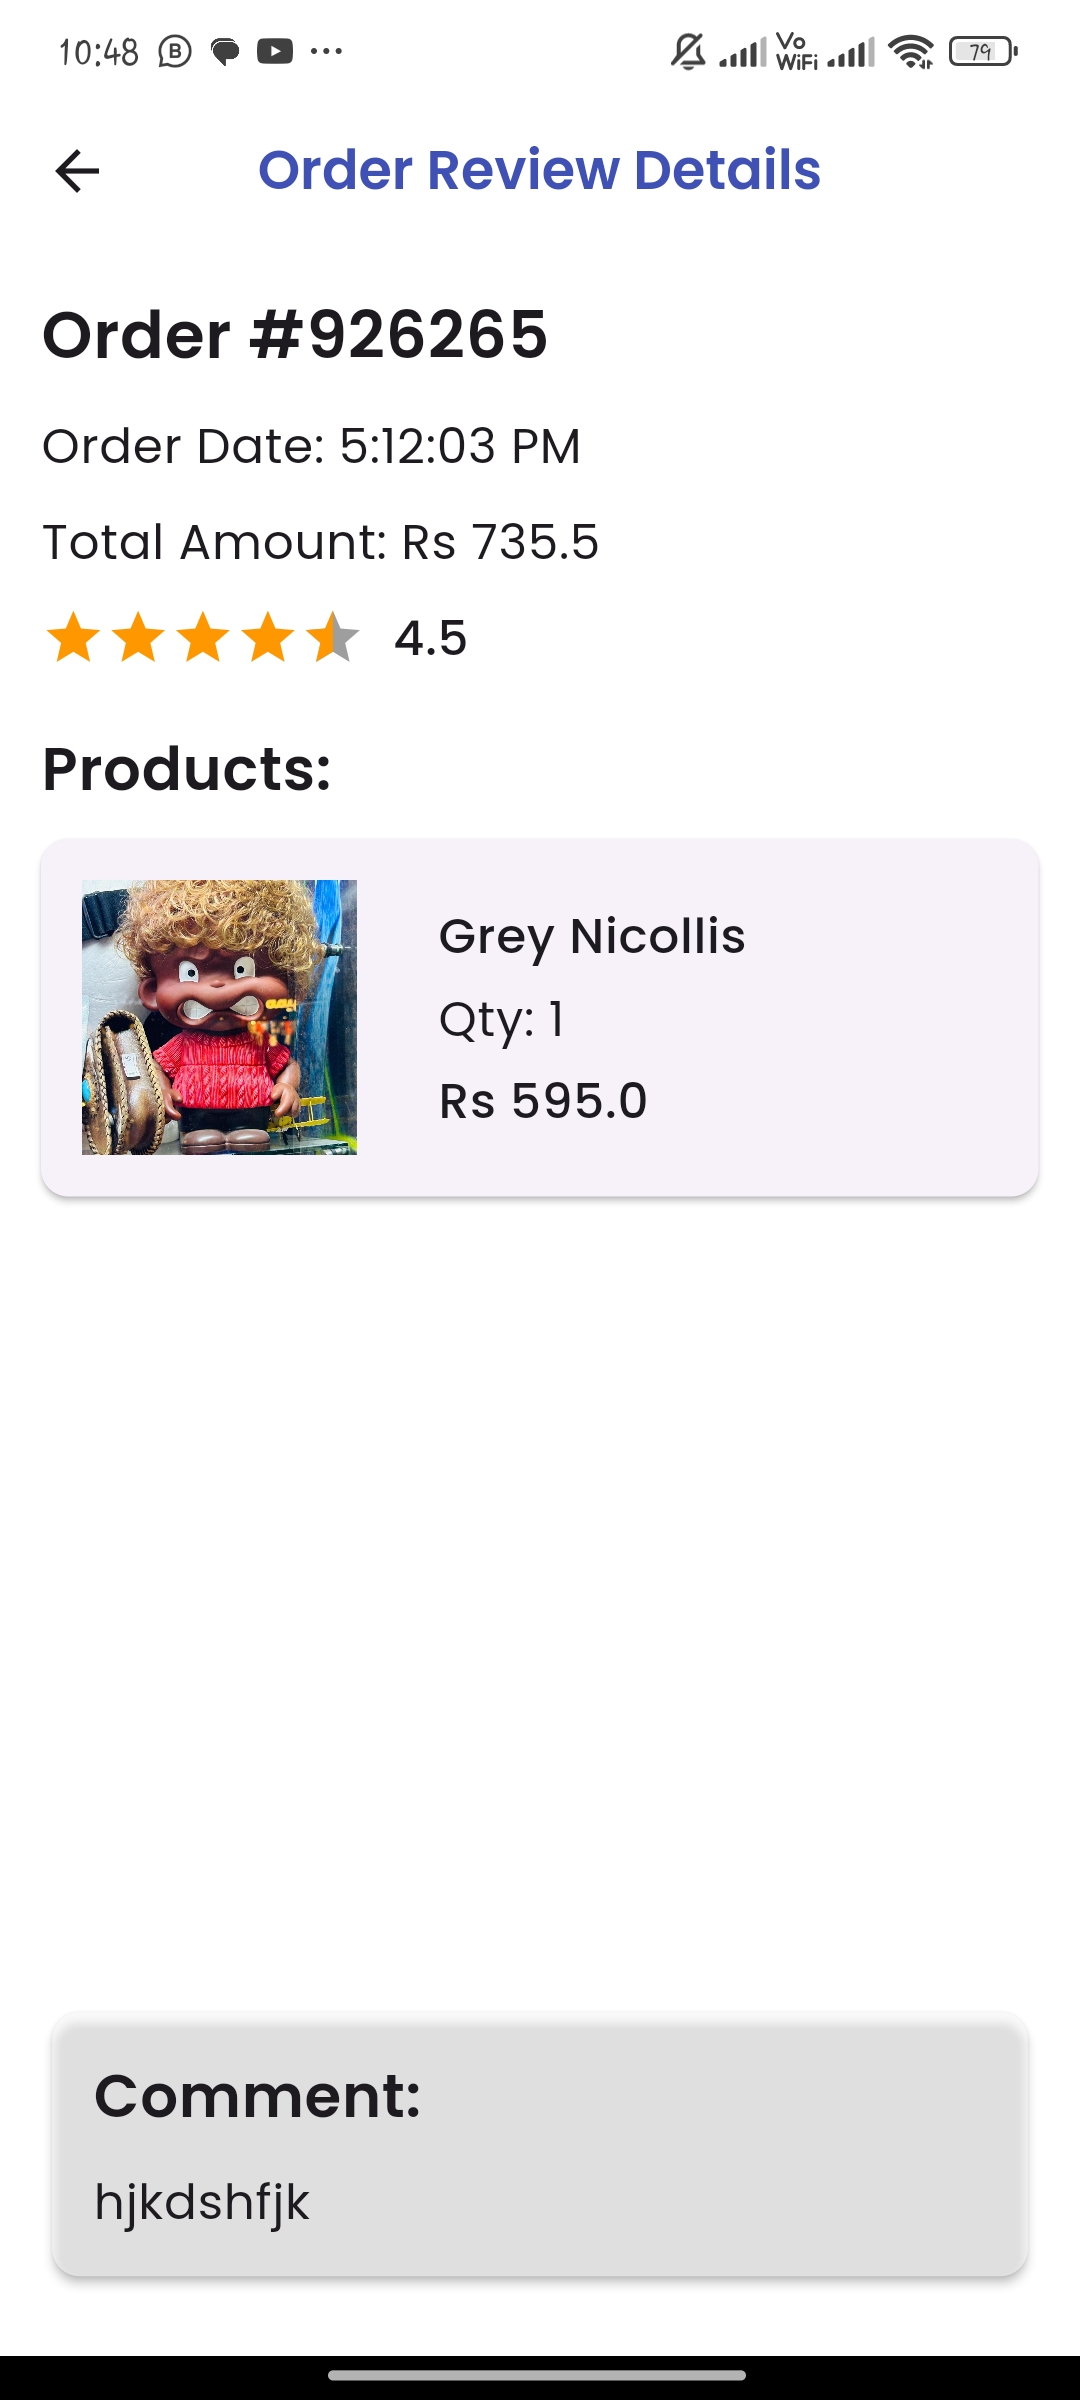 10:48
Vo
WiFi
79
Order Review Details
Order #926265
Order Date: 5:12:03 PM
Total Amount: Rs 735.5
4.5
Products:
Grey Nicollis
Qty: 1
Rs 595.0
Comment:
hjkdshfjk